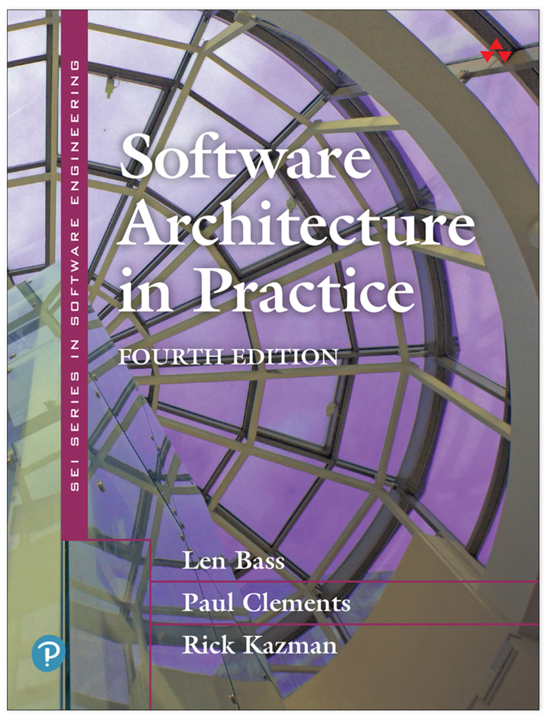 SEI SERIES IN SOFTWARE ENGINEERING
Software
Architecture
in Practice
FOURTH EDITION
Len Bass
Paul Clements
Rick Kazman
P